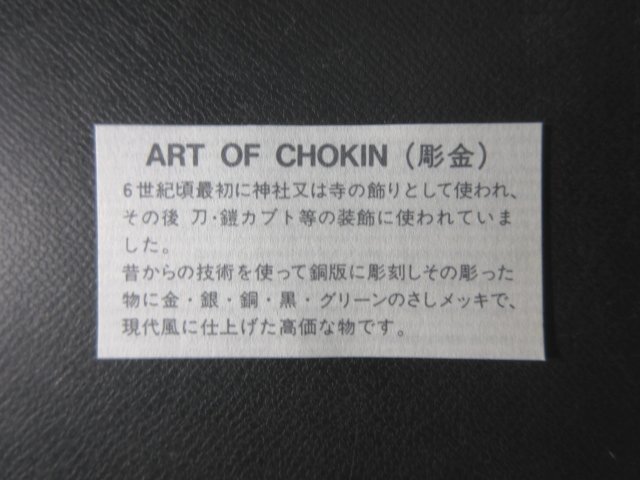 ART OF CHOKIN (彫金)
6世紀頃最初に神社又は寺の飾りとして使われ、
その後 刀・鎧カブト等の装飾に使われていま
した。
昔からの技術を使って銅版に彫刻しその彫った
物に金・銀・銅・黒・グリーンのさしメッキで、
現代風に仕上げた高価な物です。